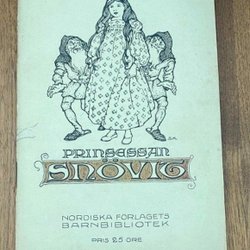 PRINSESSAN
SNÖVIT
NORDISKA FÖRLAGETS
BARNBIBLIOTEK
PRIS 25 ÖRE